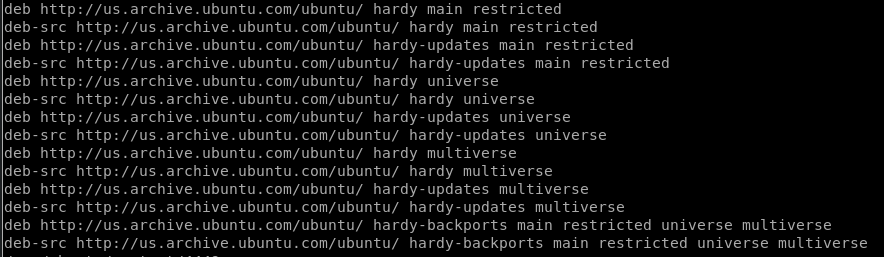 deb http://us.archive.ubuntu.com/ubuntu/ hardy main restricted
deb-src http://us.archive.ubuntu.com/ubuntu/ hardy main restricted
deb http://us.archive.ubuntu.com/ubuntu/ hardy-updates main restricted
deb-src http://us.archive.ubuntu.com/ubuntu/ hardy-updates main restricted
deb http://us.archive.ubuntu.com/ubuntu/ hardy universe
deb-src http://us.archive.ubuntu.com/ubuntu/ hardy universe
deb http://us.archive.ubuntu.com/ubuntu/ hardy-updates universe
deb-src http://us.archive.ubuntu.com/ubuntu/ hardy-updates universe
deb http://us.archive.ubuntu.com/ubuntu/ hardy multiverse
deb-src http://us.archive.ubuntu.com/ubuntu/ hardy multiverse
deb http://us.archive.ubuntu.com/ubuntu/ hardy-updates multiverse
deb-src http://us.archive.ubuntu.com/ubuntu/ hardy-updates multiverse
deb http://us.archive.ubuntu.com/ubuntu/ hardy-backports main restricted universe multiverse
deb-src http://us.archive.ubuntu.com/ubuntu/ hardy-backports main restricted universe multiverse